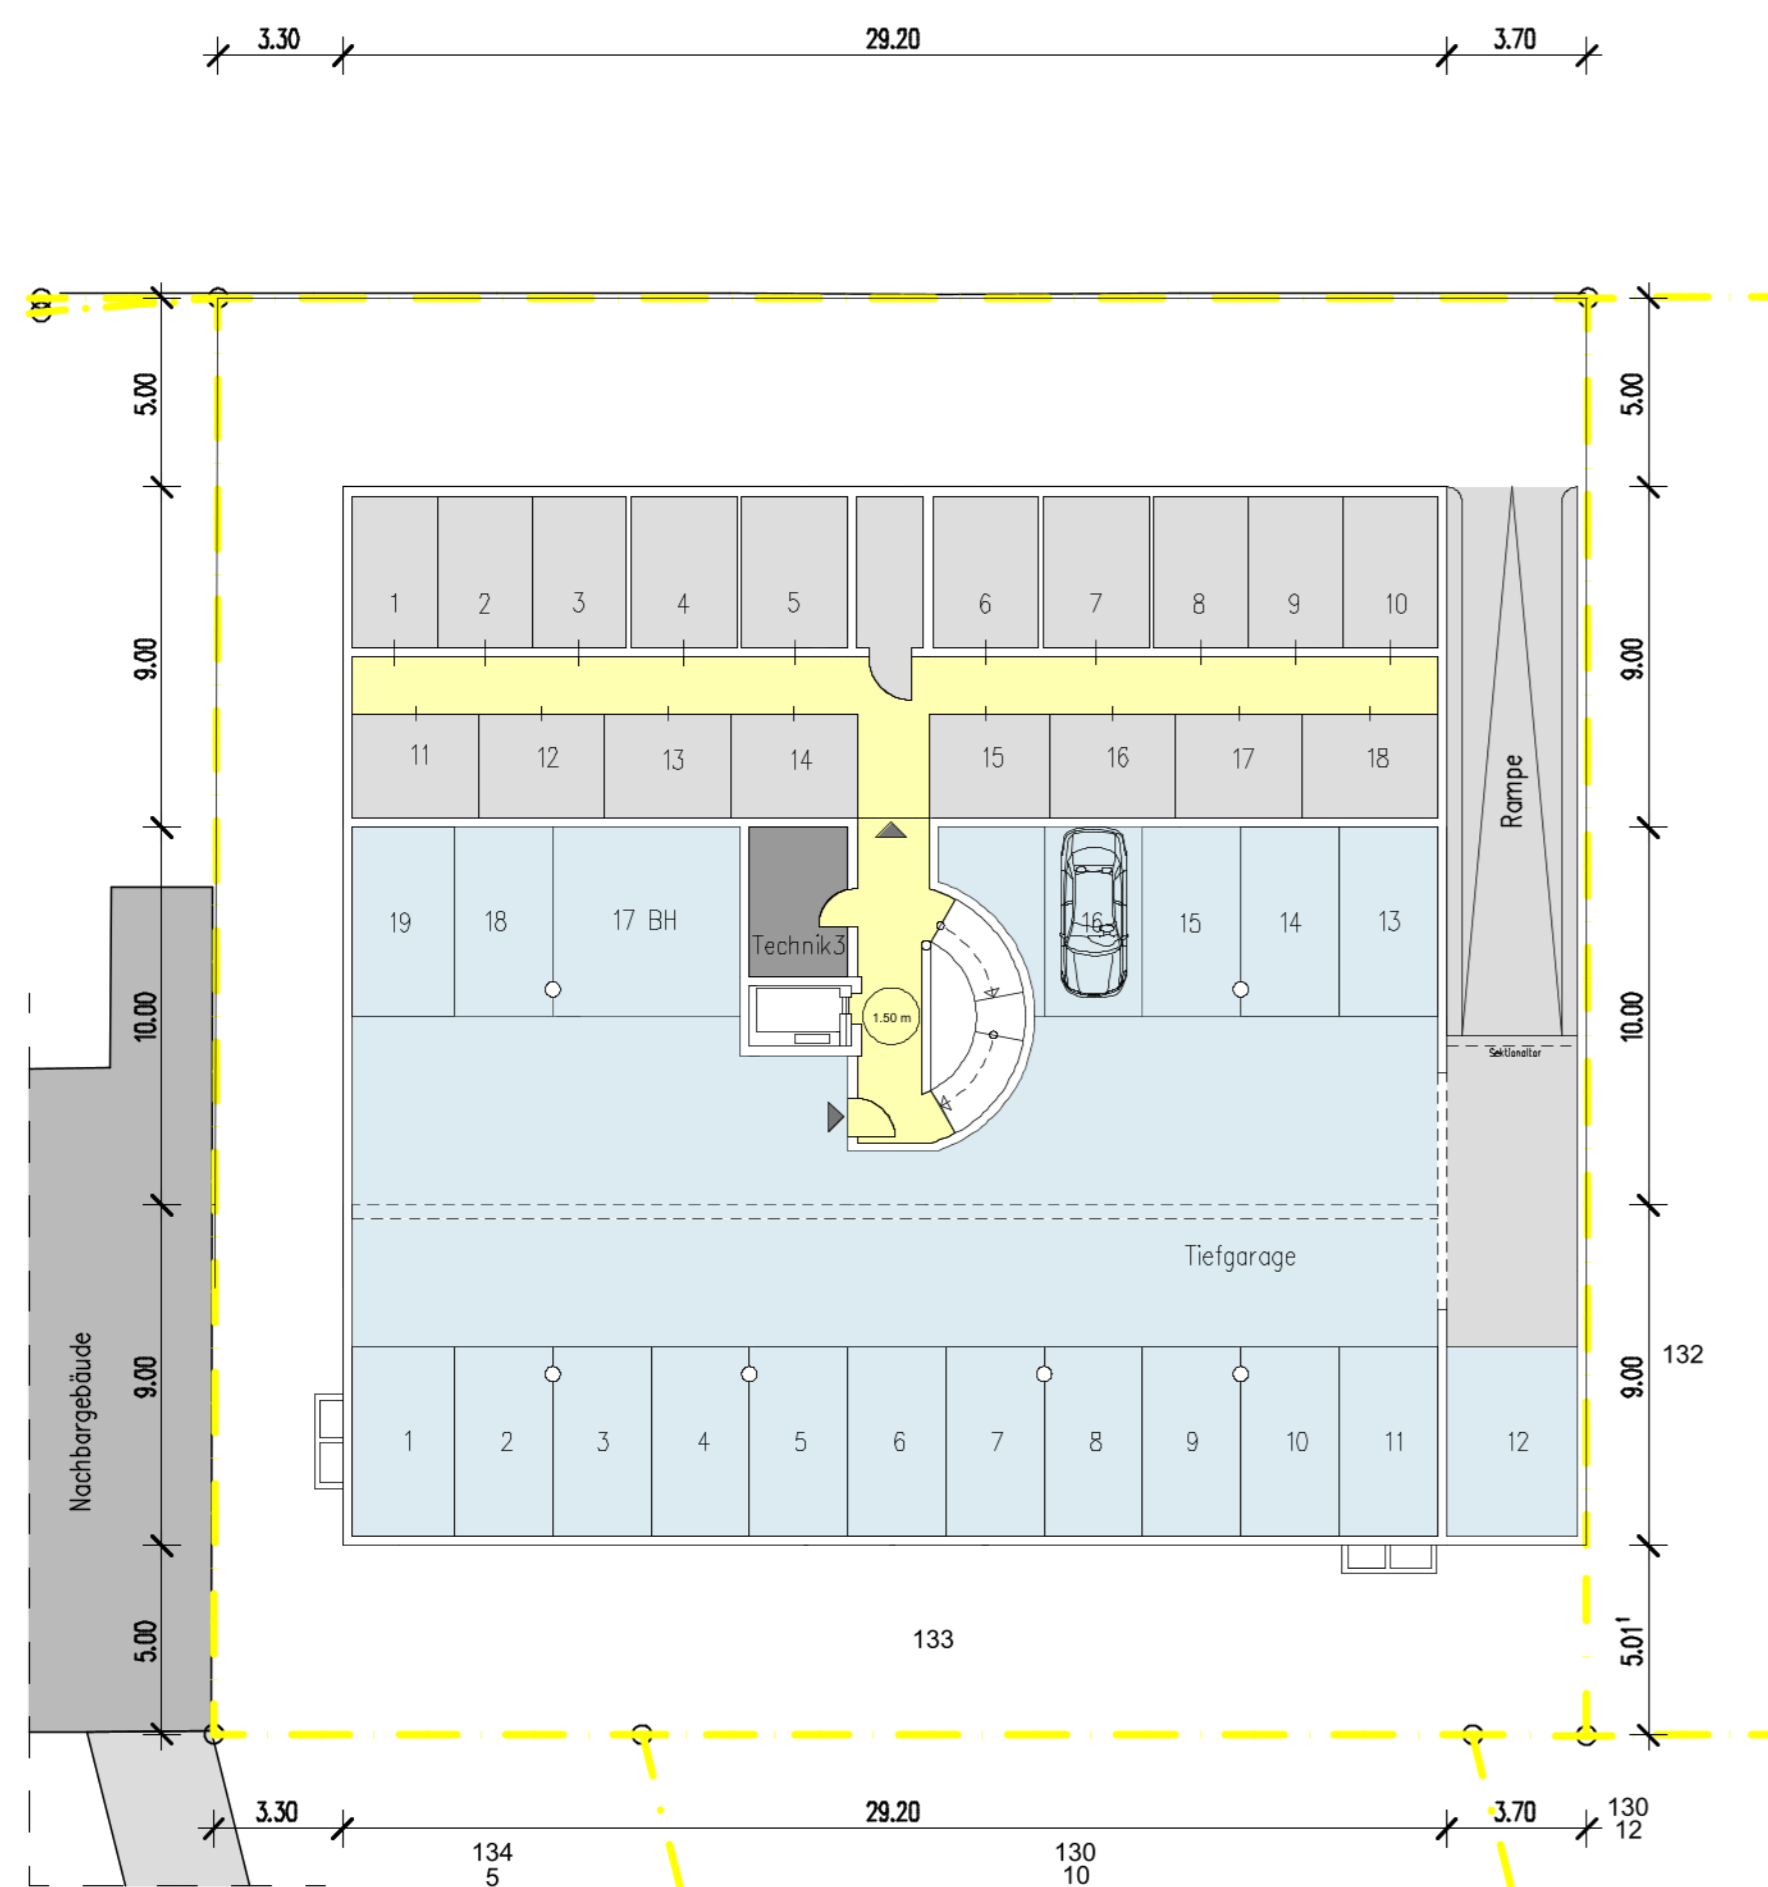 3.30 29.20 3.70
5.00 5.00
1 2 3 4 5 6 7 8 9 10
9.00 9.00
11 12 13 14 15 16 17 18
Rampe
19 18 17 BH 16 15 14 13
Technik3
10.00 1.50 m 10.00
Sektionaltor
Tiefgarage
Nachbargebäude
9.00 9.00 132
1 2 3 4 5 6 7 8 9 10 11 12
5.00 133 5.01¹
3.30 29.20 3.70 130
12
134 130
5 10